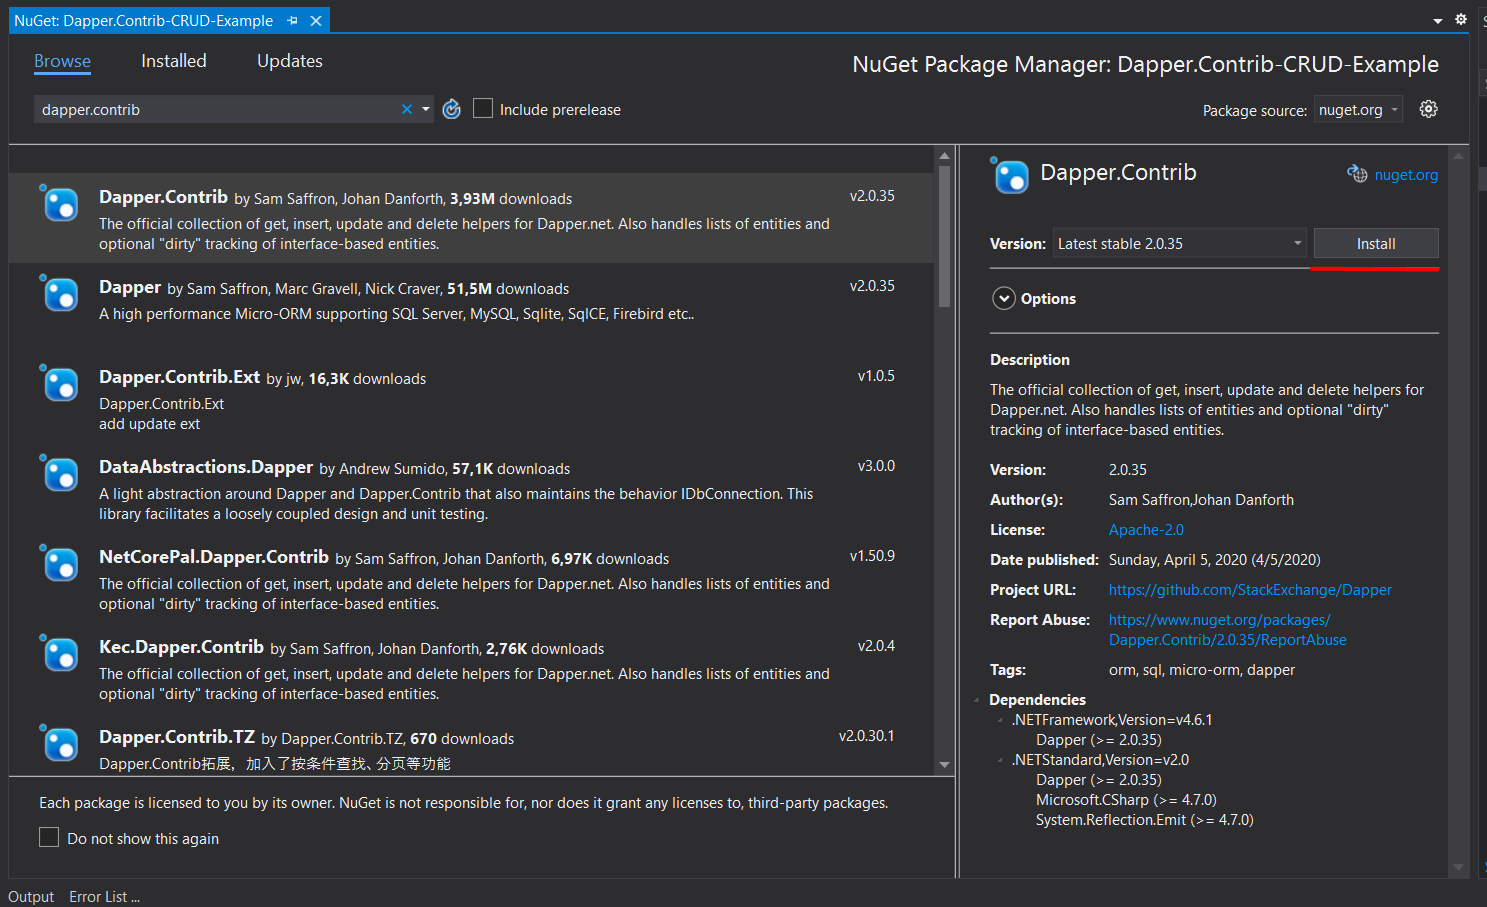 NuGet: Dapper.Contrib-CRUD-Example
Browse Installed Updates
NuGet Package Manager: Dapper.Contrib-CRUD-Example
dapper.contrib
Include prerelease
Package source: nuget.org
Dapper.Contrib by Sam Saffron, Johan Danforth, 3,93M downloads v2.0.35
The official collection of get, insert, update and delete helpers for Dapper.net. Also handles lists of entities and
optional "dirty" tracking of interface-based entities.
Dapper by Sam Saffron, Marc Gravell, Nick Craver, 51,5M downloads v2.0.35
A high performance Micro-ORM supporting SQL Server, MySQL, Sqlite, SqlCE, Firebird etc..
Dapper.Contrib.Ext by jw, 16,3K downloads v1.0.5
Dapper.Contrib.Ext
add update ext
DataAbstractions.Dapper by Andrew Sumido, 57,1K downloads v3.0.0
A light abstraction around Dapper and Dapper.Contrib that also maintains the behavior IDbConnection. This
library facilitates a loosely coupled design and unit testing.
NetCorePal.Dapper.Contrib by Sam Saffron, Johan Danforth, 6,97K downloads v1.50.9
The official collection of get, insert, update and delete helpers for Dapper.net. Also handles lists of entities and
optional "dirty" tracking of interface-based entities.
Kec.Dapper.Contrib by Sam Saffron, Johan Danforth, 2,76K downloads v2.0.4
The official collection of get, insert, update and delete helpers for Dapper.net. Also handles lists of entities and
optional "dirty" tracking of interface-based entities.
Dapper.Contrib.TZ by Dapper.Contrib.TZ, 670 downloads v2.0.30.1
Dapper.Contrib拓展，加入了按条件查找、分页等功能
Each package is licensed to you by its owner. NuGet is not responsible for, nor does it grant any licenses to, third-party packages.
Do not show this again
Dapper.Contrib
nuget.org
Version: Latest stable 2.0.35 Install
Options
Description
The official collection of get, insert, update and delete helpers for
Dapper.net. Also handles lists of entities and optional "dirty"
tracking of interface-based entities.
Version: 2.0.35
Author(s): Sam Saffron,Johan Danforth
License: Apache-2.0
Date published: Sunday, April 5, 2020 (4/5/2020)
Project URL: https://github.com/StackExchange/Dapper
Report Abuse: https://www.nuget.org/packages/
Dapper.Contrib/2.0.35/ReportAbuse
Tags: orm, sql, micro-orm, dapper
Dependencies
.NETFramework,Version=v4.6.1
Dapper (>= 2.0.35)
.NETStandard,Version=v2.0
Dapper (>= 2.0.35)
Microsoft.CSharp (>= 4.7.0)
System.Reflection.Emit (>= 4.7.0)
Output Error List ...